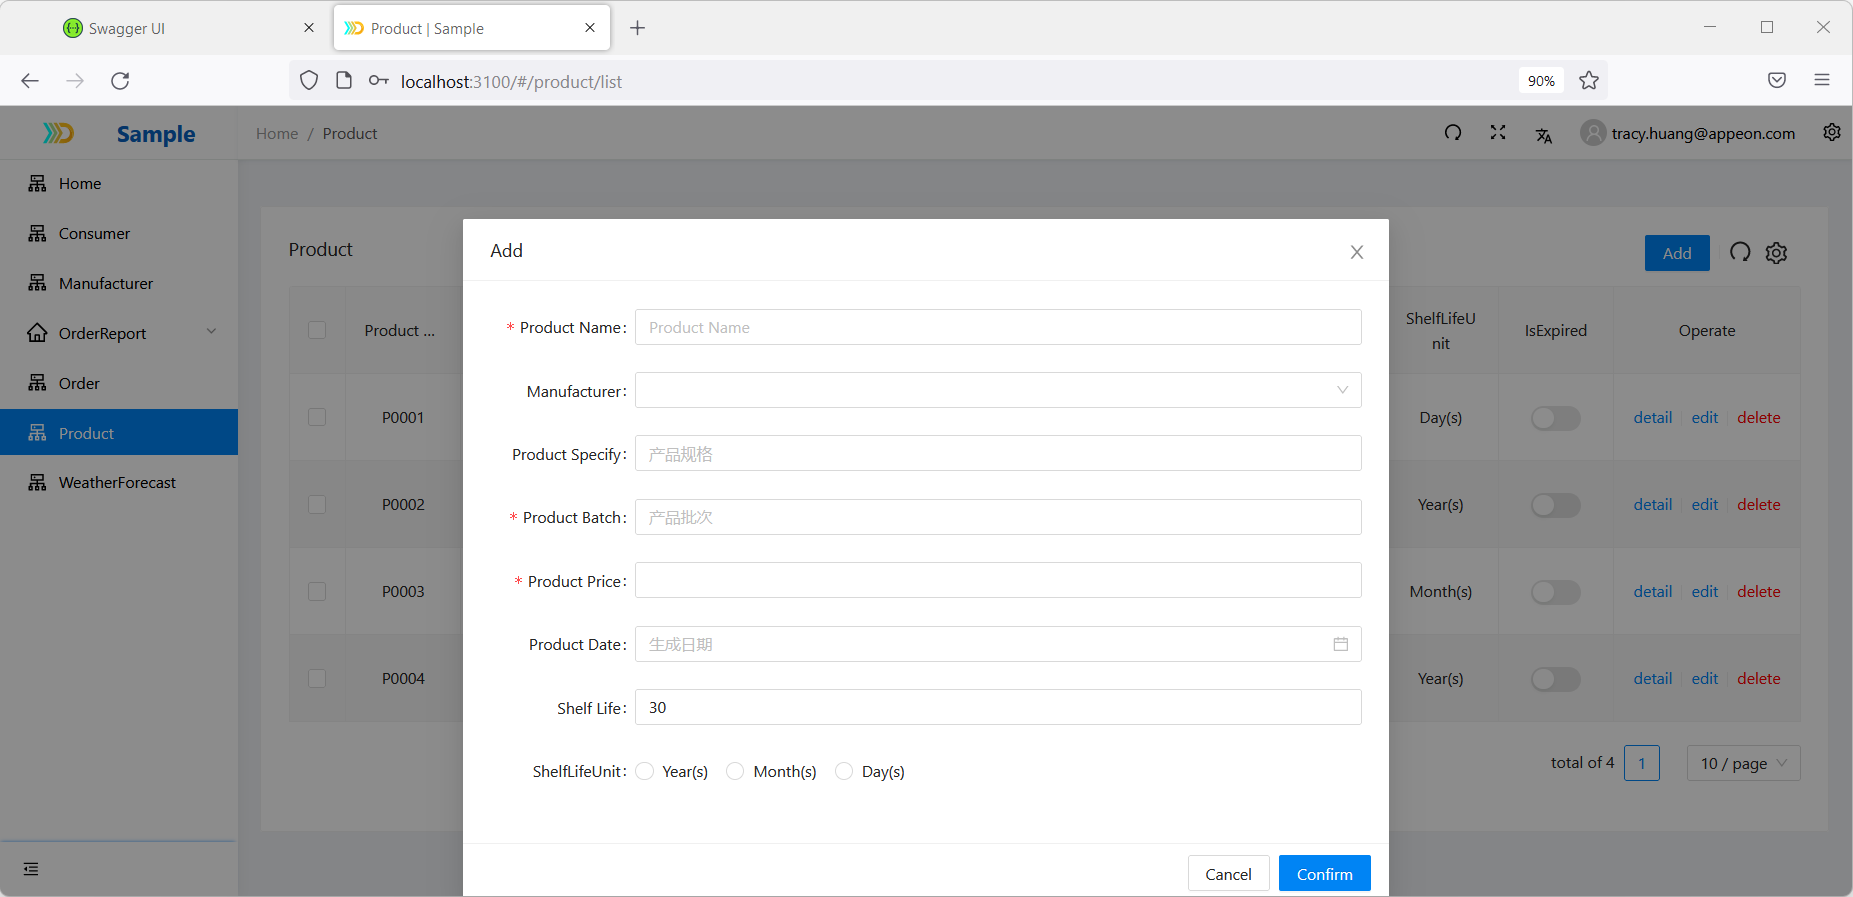 Swagger UI
Product | Sample
localhost:3100/#/product/list
90%
Sample
Home / Product
tracy.huang@appeon.com
Home
Consumer
Manufacturer
OrderReport
Order
Product
WeatherForecast
Product
Add
Product ...
ShelfLifeU
nit
IsExpired
Operate
P0001
Day(s)
detail
edit
delete
P0002
Year(s)
detail
edit
delete
P0003
Month(s)
detail
edit
delete
P0004
Year(s)
detail
edit
delete
total of 4
1
10 / page
Add
* Product Name:
Product Name
Manufacturer:
Product Specify:
产品规格
* Product Batch:
产品批次
* Product Price:
Product Date:
生成日期
Shelf Life:
30
ShelfLifeUnit:
Year(s)
Month(s)
Day(s)
Cancel
Confirm